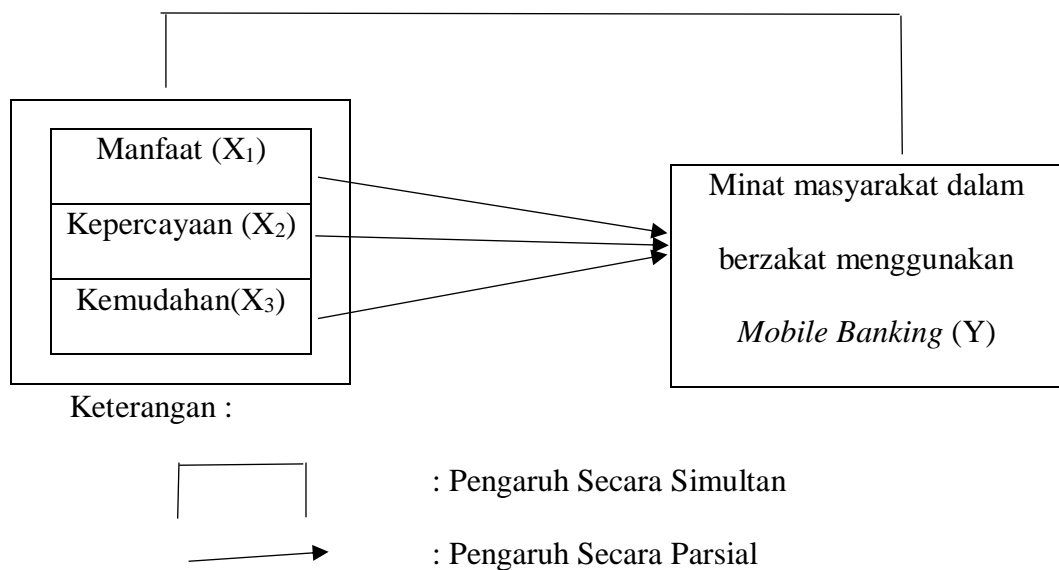 Manfaat (X₁)
Kepercayaan (X₂)
Kemudahan(X₃)
Minat masyarakat dalam
berzakat menggunakan
Mobile Banking (Y)
Keterangan :
: Pengaruh Secara Simultan
: Pengaruh Secara Parsial